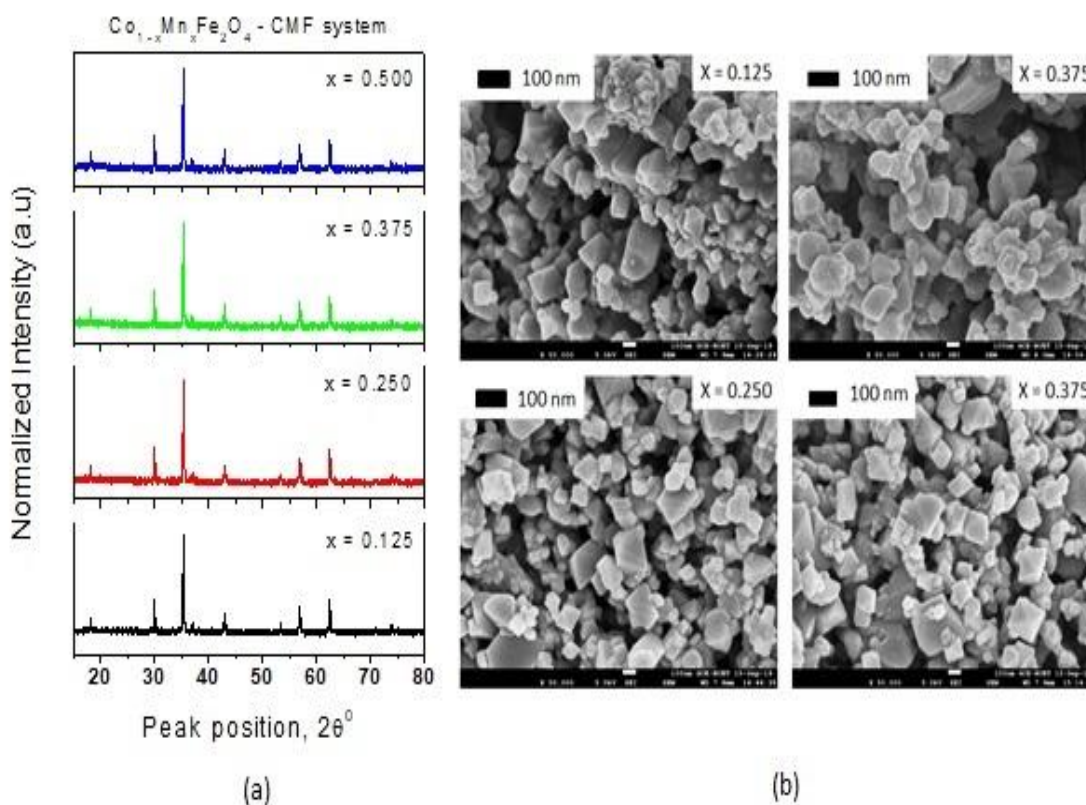 Co₁₋ₓMnₓFe₂O₄ - CMF system
x = 0.500
x = 0.375
x = 0.250
x = 0.125
Normalized Intensity (a.u)
20 30 40 50 60 70 80
Peak position, 2θ⁰
(a)
100 nm
X = 0.125
100 nm
X = 0.375
100 nm
X = 0.250
100 nm
X = 0.375
(b)